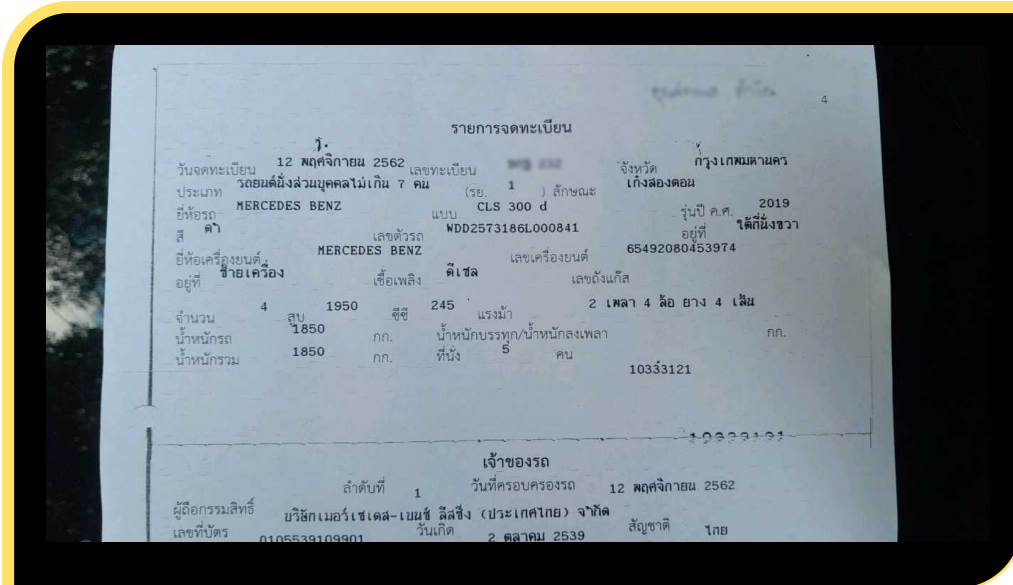 4
รายการจดทะเบียน
วันจดทะเบียน 12 พฤศจิกายน 2562 เลขทะเบียน จังหวัด กรุงเทพมหานคร
ประเภท รถยนต์นั่งส่วนบุคคลไม่เกิน 7 คน (รย. 1 ) ลักษณะ เก๋งสองตอน
ยี่ห้อรถ MERCEDES BENZ แบบ CLS 300 d รุ่นปี ค.ศ. 2019
สี ดำ เลขตัวรถ WDD2573186L000841 อยู่ที่ ใต้ที่นั่งขวา
ยี่ห้อเครื่องยนต์ MERCEDES BENZ เลขเครื่องยนต์ 65492080453974
อยู่ที่ ซ้ายเครื่อง เชื้อเพลิง ดีเซล เลขถังแก๊ส
จำนวน 4 สูบ 1950 ซีซี 245 แรงม้า 2 เพลา 4 ล้อ ยาง 4 เส้น
น้ำหนักรถ 1850 กก. น้ำหนักบรรทุก/น้ำหนักลงเพลา กก.
น้ำหนักรวม 1850 กก. ที่นั่ง 5 คน
10333121
เจ้าของรถ
ลำดับที่ 1 วันที่ครอบครองรถ 12 พฤศจิกายน 2562
ผู้ถือกรรมสิทธิ์ บริษัทเมอร์เซเดส-เบนซ์ ลีสซิ่ง (ประเทศไทย) จำกัด
เลขที่บัตร 0105539109901 วันเกิด 2 ตุลาคม 2539 สัญชาติ ไทย